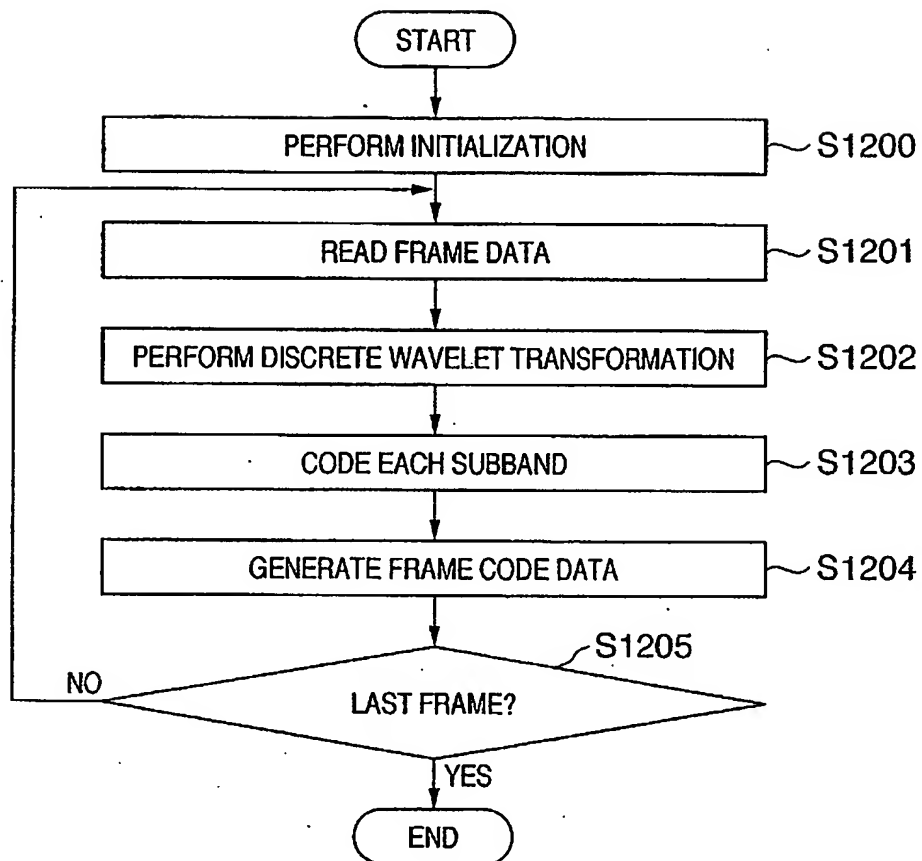 START
PERFORM INITIALIZATION
S1200
READ FRAME DATA
S1201
PERFORM DISCRETE WAVELET TRANSFORMATION
S1202
CODE EACH SUBBAND
S1203
GENERATE FRAME CODE DATA
S1204
S1205
NO
LAST FRAME?
YES
END